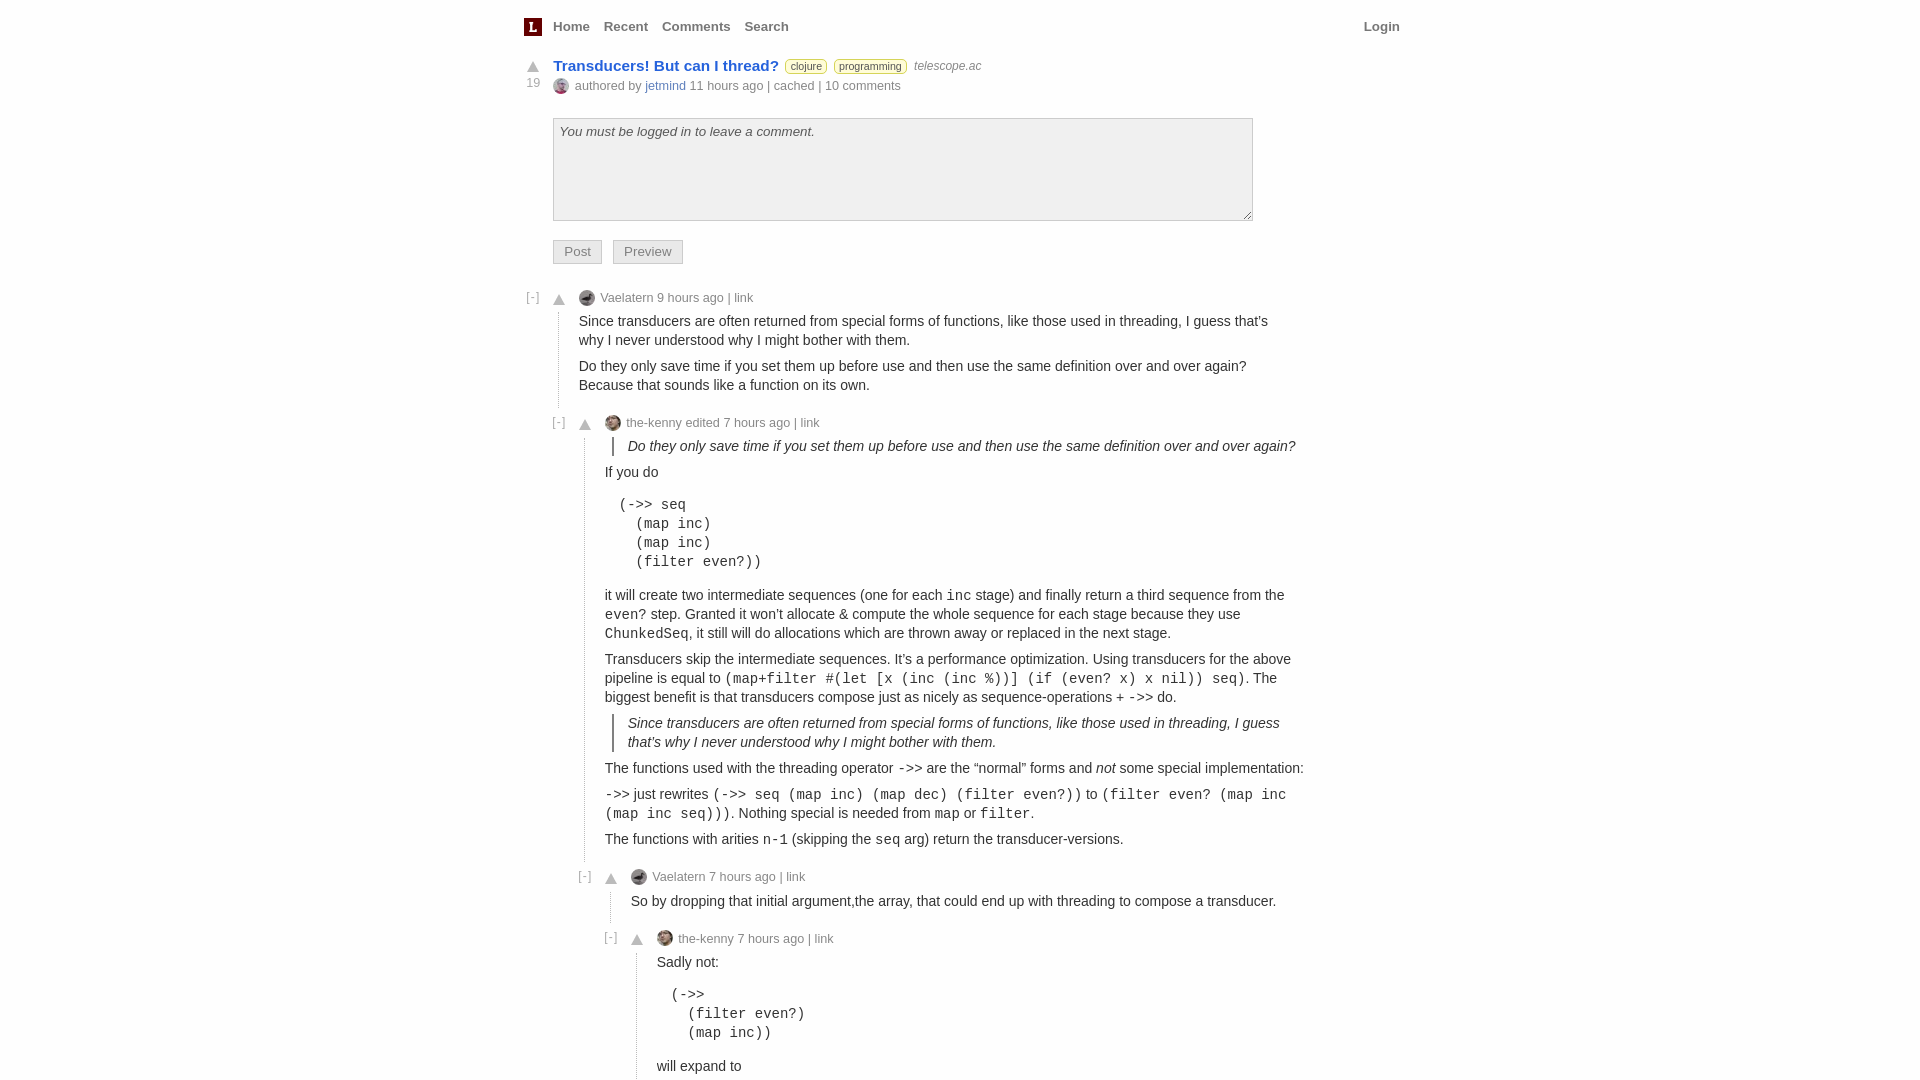 L Home Recent Comments Search Login
Transducers! But can I thread? clojure programming telescope.ac
19
authored by jetmind 11 hours ago | cached | 10 comments
You must be logged in to leave a comment.
Post Preview
[-] Vaelatern 9 hours ago | link
Since transducers are often returned from special forms of functions, like those used in threading, I guess that’s
why I never understood why I might bother with them.
Do they only save time if you set them up before use and then use the same definition over and over again?
Because that sounds like a function on its own.
[-] the-kenny edited 7 hours ago | link
Do they only save time if you set them up before use and then use the same definition over and over again?
If you do
(->> seq
  (map inc)
  (map inc)
  (filter even?))
it will create two intermediate sequences (one for each inc stage) and finally return a third sequence from the
even? step. Granted it won’t allocate & compute the whole sequence for each stage because they use
ChunkedSeq, it still will do allocations which are thrown away or replaced in the next stage.
Transducers skip the intermediate sequences. It’s a performance optimization. Using transducers for the above
pipeline is equal to (map+filter #(let [x (inc (inc %))] (if (even? x) x nil)) seq). The
biggest benefit is that transducers compose just as nicely as sequence-operations + ->> do.
Since transducers are often returned from special forms of functions, like those used in threading, I guess
that’s why I never understood why I might bother with them.
The functions used with the threading operator ->> are the “normal” forms and not some special implementation:
->> just rewrites (->> seq (map inc) (map dec) (filter even?)) to (filter even? (map inc
(map inc seq))). Nothing special is needed from map or filter.
The functions with arities n-1 (skipping the seq arg) return the transducer-versions.
[-] Vaelatern 7 hours ago | link
So by dropping that initial argument,the array, that could end up with threading to compose a transducer.
[-] the-kenny 7 hours ago | link
Sadly not:
(->>
  (filter even?)
  (map inc))
will expand to